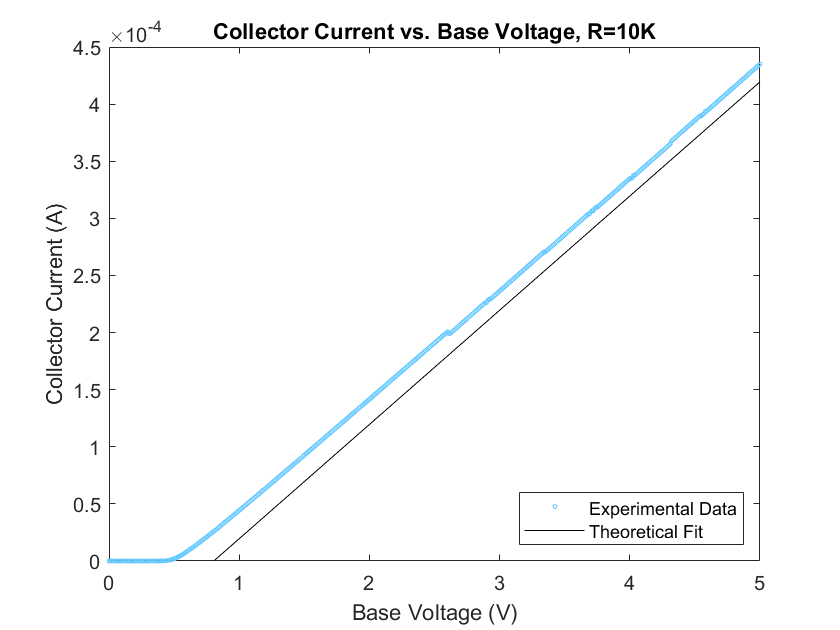 Collector Current vs. Base Voltage, R=10K
×10-4
4.5
4
3.5
3
2.5
2
1.5
1
0.5
0
Collector Current (A)
0 1 2 3 4 5
Base Voltage (V)
Experimental Data
Theoretical Fit